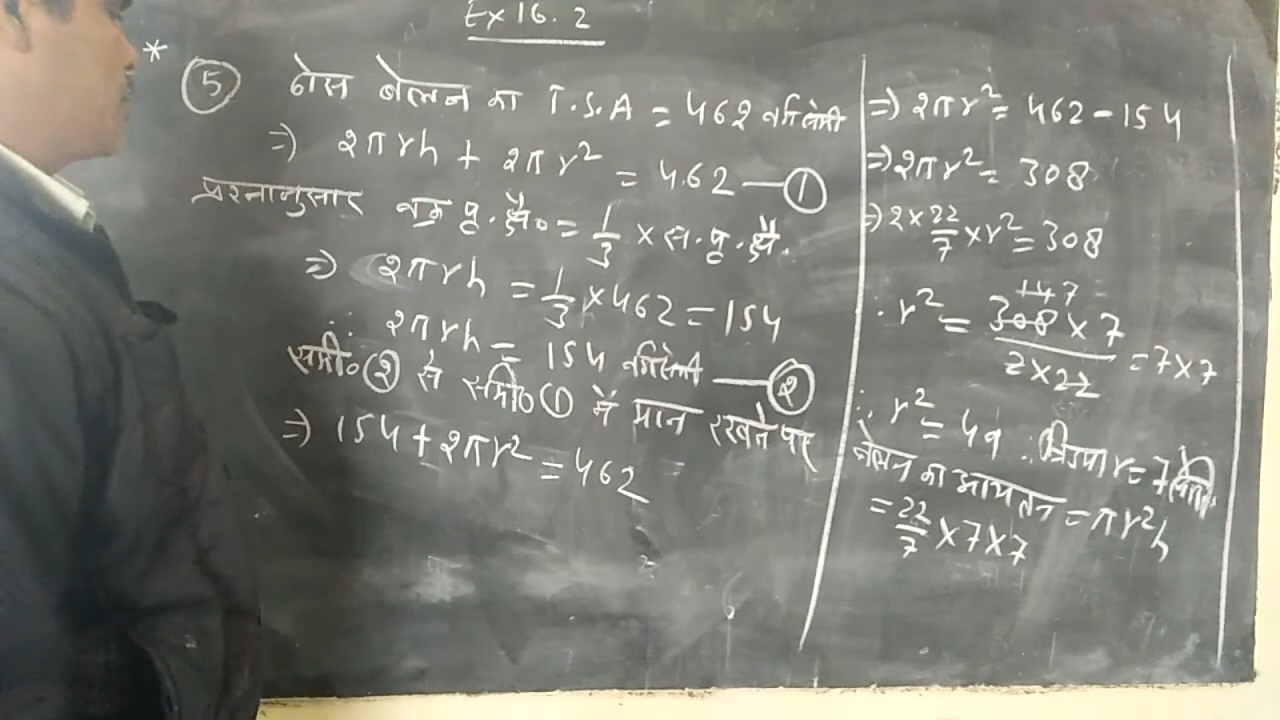 Ex 16.2
* ⑤ ठोस बेलन का T.S.A = 462 वर्ग सेमी
⇒ 2πrh + 2πr² = 462 — ①
प्रश्नानुसार वक्र पृ. क्षे० = 1/3 × स. पृ. क्षे.
⇒ 2πrh = 1/3 × 462 = 154
∴ 2πrh = 154 वर्ग सेमी — ②
समी० ② से समी० ① में मान रखने पर
⇒ 154 + 2πr² = 462
⇒ 2πr² = 462 - 154
⇒ 2πr² = 308
⇒ 2 × 22/7 × r² = 308
∴ r² = 308 × 7 / 2 × 22 = 7 × 7
14 7
∴ r² = 49 ∴ त्रिज्या r = 7 सेमी.
बेलन का आयतन = πr²h
= 22/7 × 7 × 7